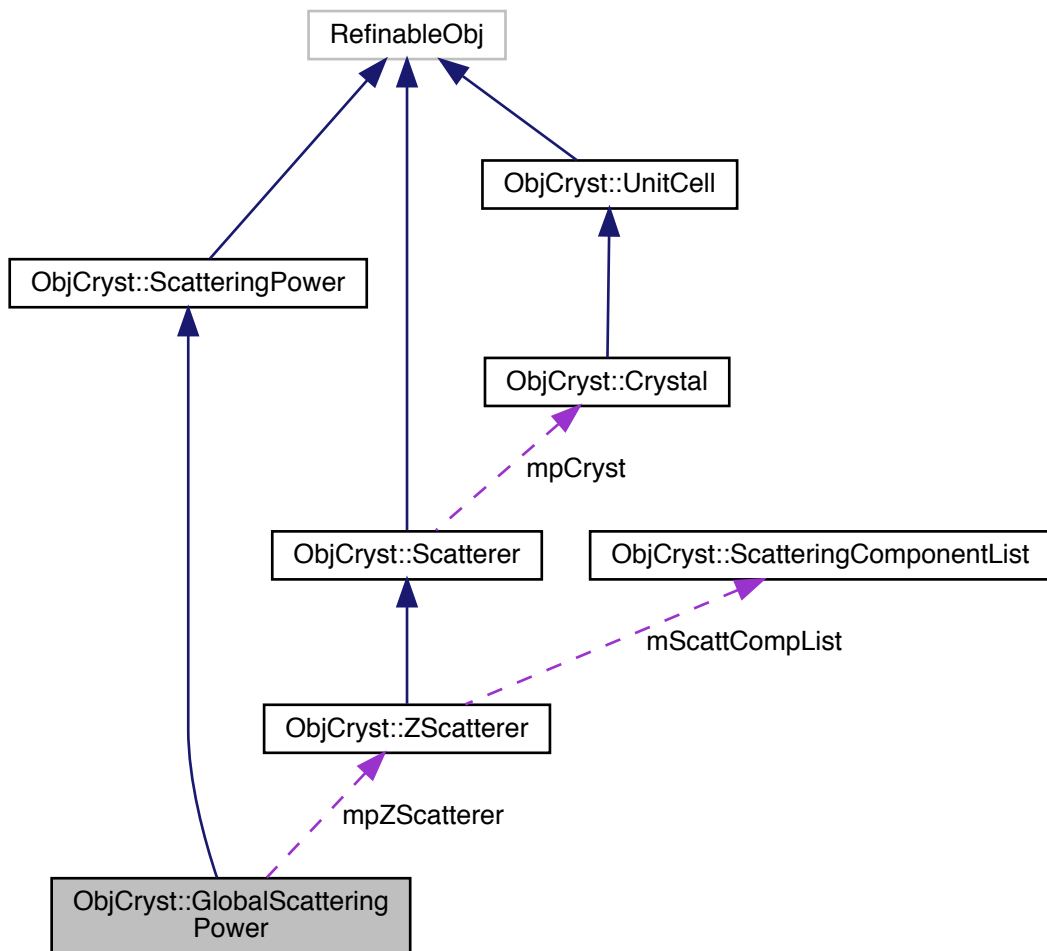 RefinableObj
ObjCryst::UnitCell
ObjCryst::ScatteringPower
ObjCryst::Crystal
mpCryst
ObjCryst::Scatterer
ObjCryst::ScatteringComponentList
mScattCompList
ObjCryst::ZScatterer
mpZScatterer
ObjCryst::GlobalScattering
Power